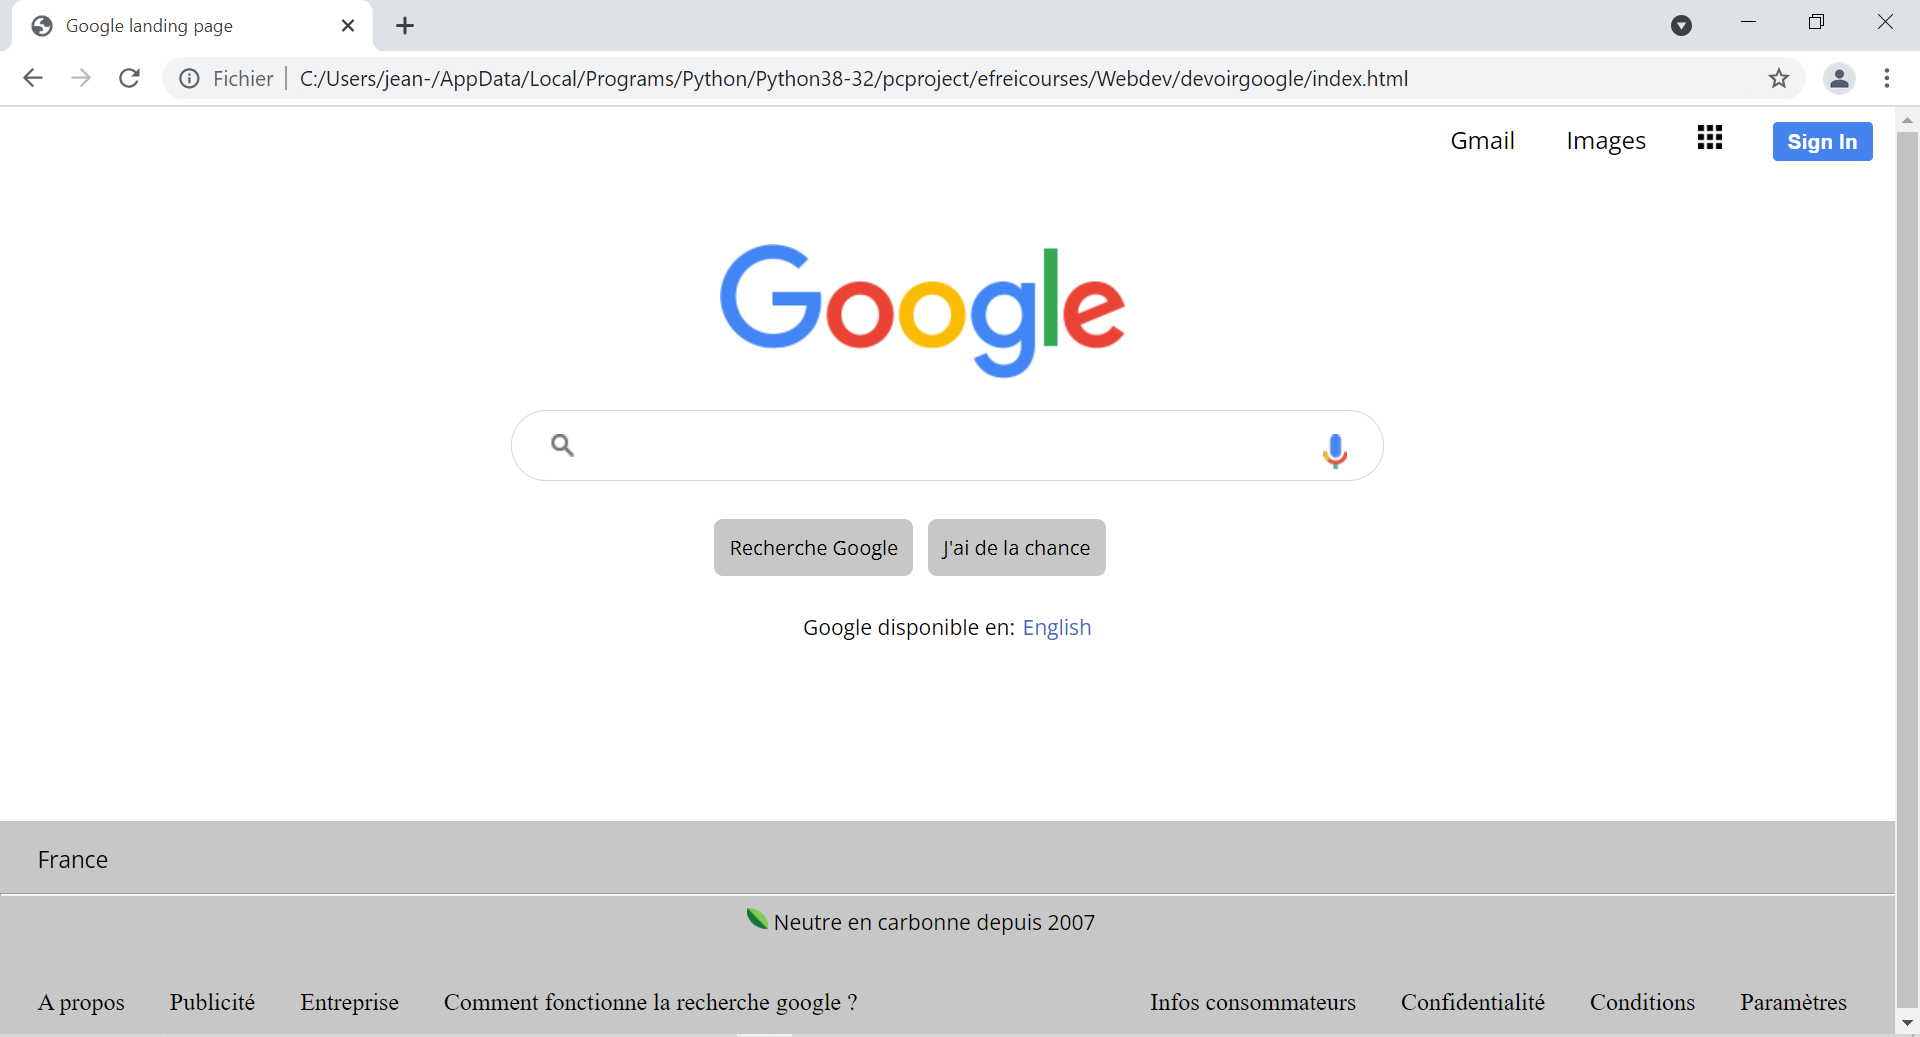 Google landing page
Fichier C:/Users/jean-/AppData/Local/Programs/Python/Python38-32/pcproject/efreicourses/Webdev/devoirgoogle/index.html
Gmail Images Sign In
Google
Recherche Google J'ai de la chance
Google disponible en: English
France
Neutre en carbonne depuis 2007
A propos Publicité Entreprise Comment fonctionne la recherche google ? Infos consommateurs Confidentialité Conditions Paramètres